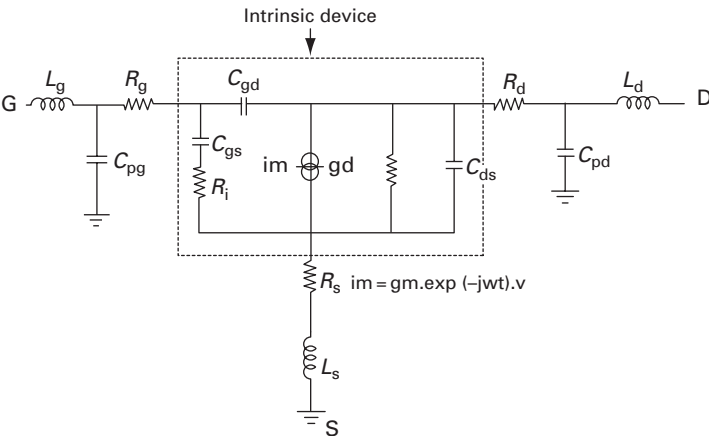 Intrinsic device
Lg
Rg
Cgd
Rd
Ld
G
D
Cpg
Cgs
Ri
im
gd
Cds
Cpd
Rs
im = gm.exp (–jwt).v
Ls
S